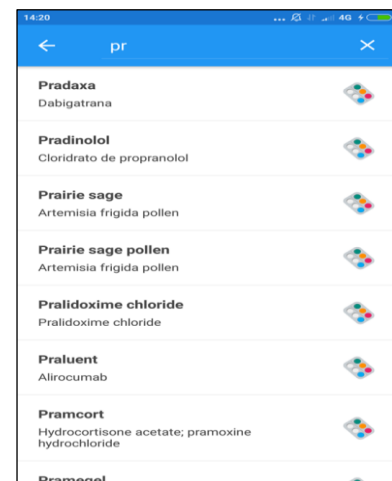 14:20 ... 4G
pr
Pradaxa
Dabigatrana
Pradinolol
Cloridrato de propranolol
Prairie sage
Artemisia frigida pollen
Prairie sage pollen
Artemisia frigida pollen
Pralidoxime chloride
Pralidoxime chloride
Praluent
Alirocumab
Pramcort
Hydrocortisone acetate; pramoxine
hydrochloride
Pramegel